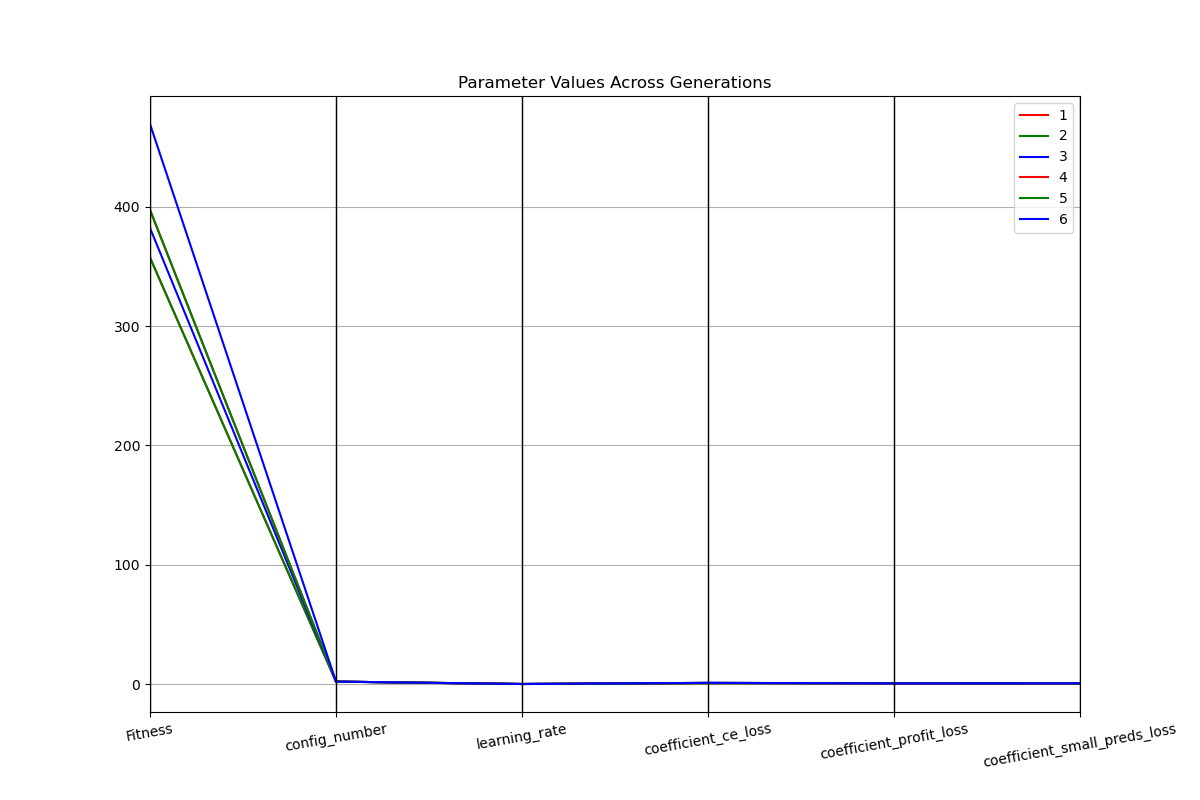 Parameter Values Across Generations
1
2
3
4
5
6
400
300
200
100
0
Fitness
config_number
learning_rate
coefficient_ce_loss
coefficient_profit_loss
coefficient_small_preds_loss